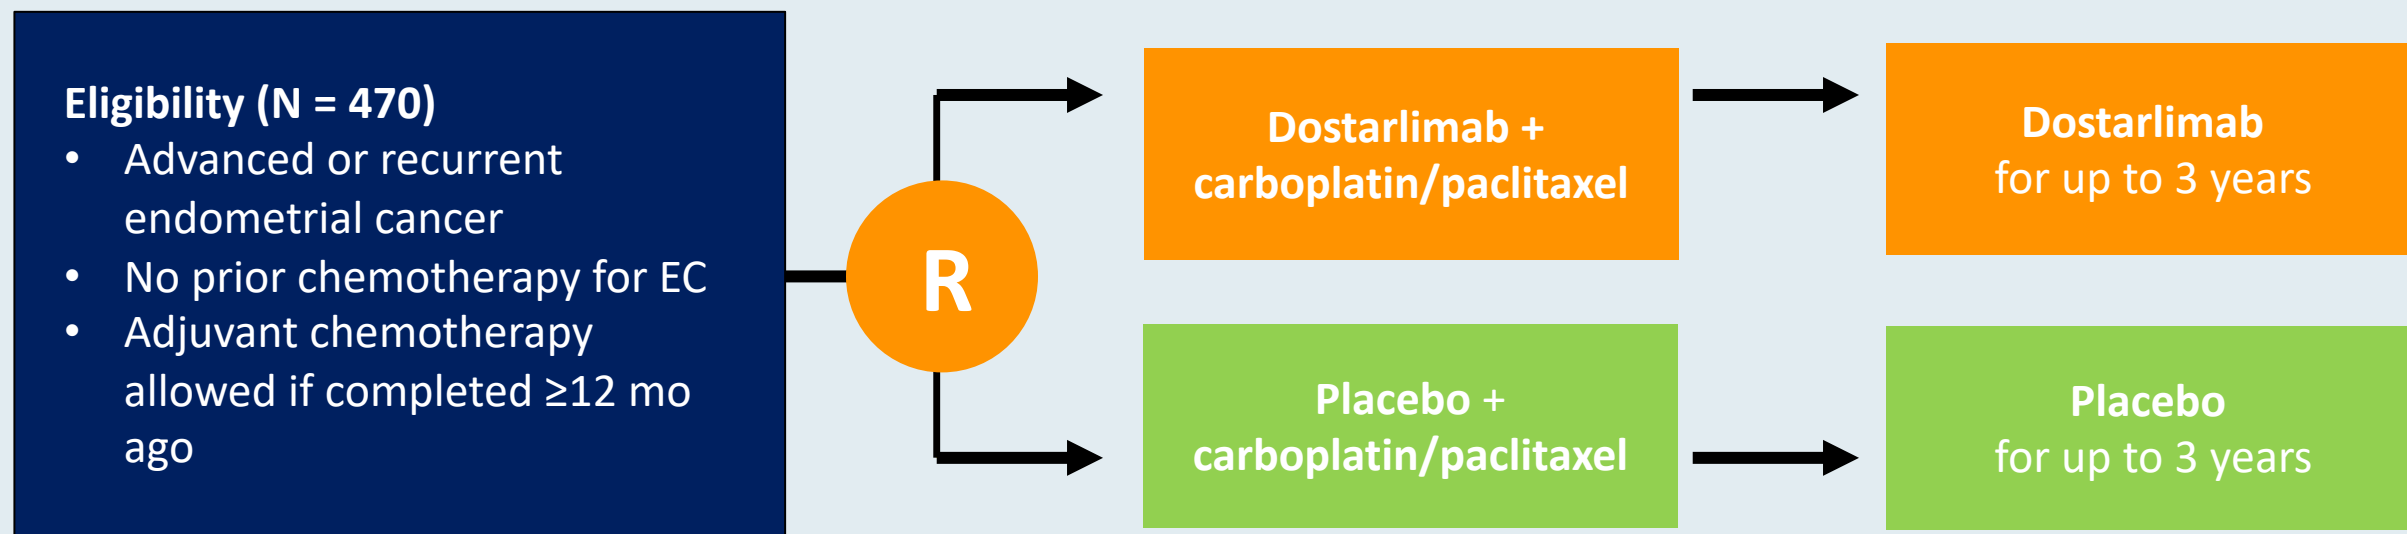 Eligibility (N = 470)
• Advanced or recurrent
endometrial cancer
• No prior chemotherapy for EC
• Adjuvant chemotherapy
allowed if completed ≥12 mo
ago
R
Dostarlimab +
carboplatin/paclitaxel
Dostarlimab
for up to 3 years
Placebo +
carboplatin/paclitaxel
Placebo
for up to 3 years